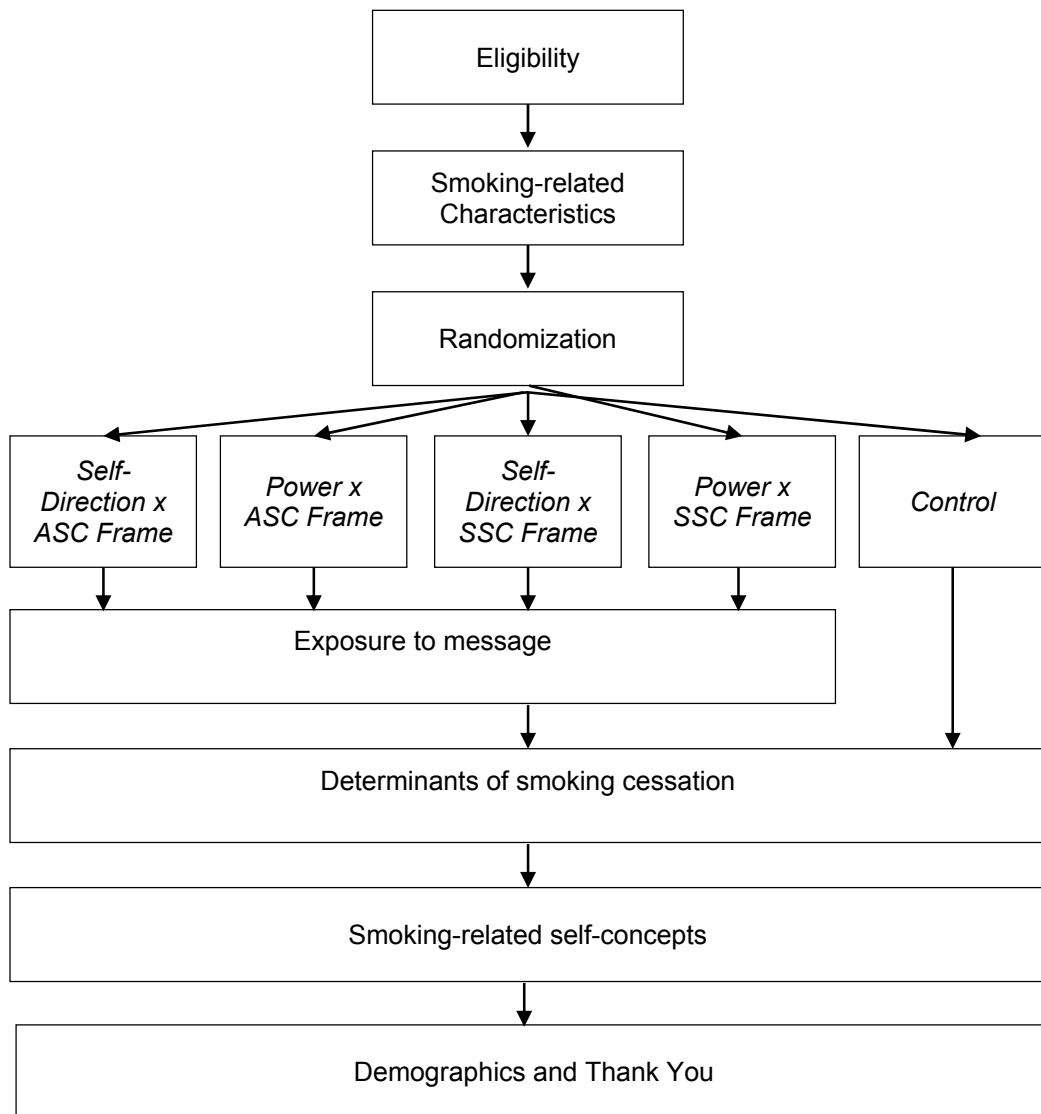 Eligibility
Smoking-related
Characteristics
Randomization
Self-
Direction x
ASC Frame
Power x
ASC Frame
Self-
Direction x
SSC Frame
Power x
SSC Frame
Control
Exposure to message
Determinants of smoking cessation
Smoking-related self-concepts
Demographics and Thank You